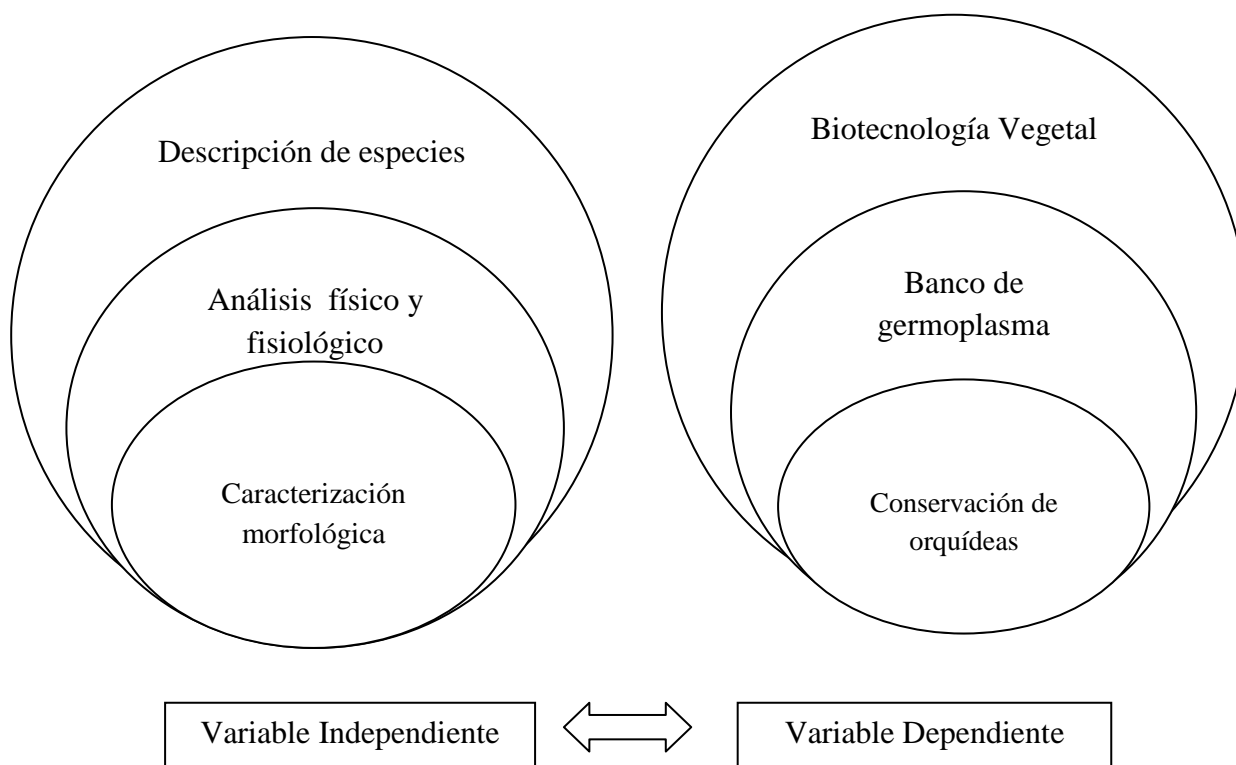 Descripción de especies
Análisis físico y
fisiológico
Caracterización
morfológica
Biotecnología Vegetal
Banco de
germoplasma
Conservación de
orquídeas
Variable Independiente
Variable Dependiente